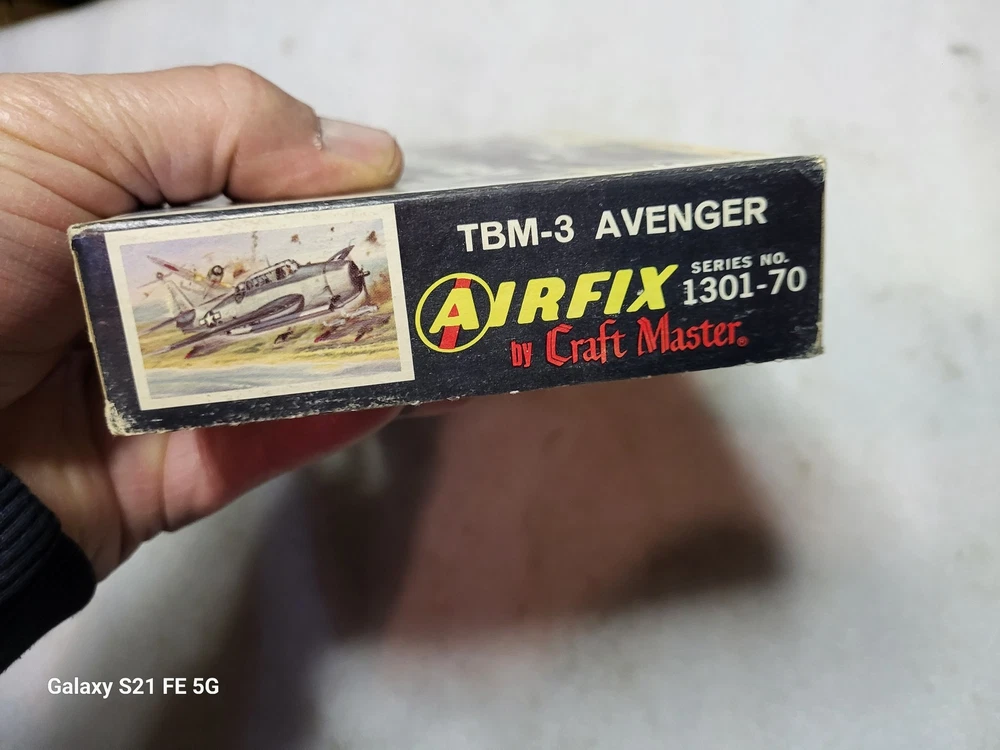 TBM-3 AVENGER
AIRFIX
SERIES NO.
1301-70
by Craft Master®
Galaxy S21 FE 5G